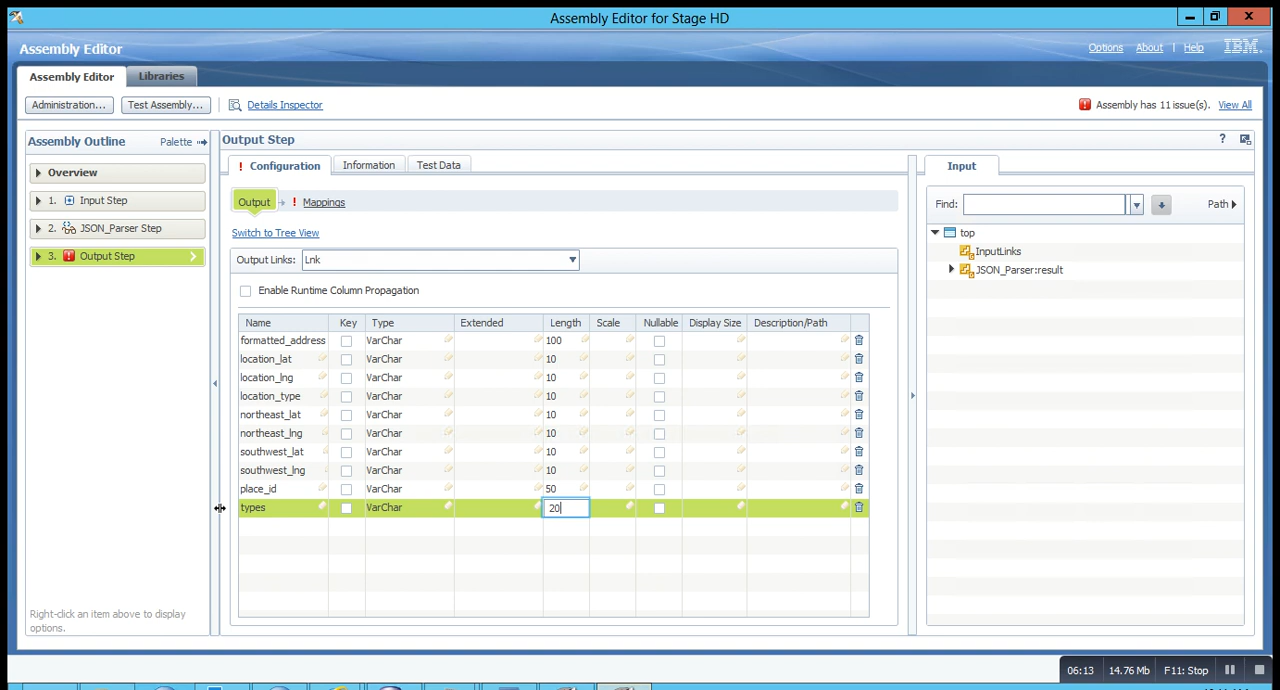 Assembly Editor for Stage HD
Assembly Editor
Options About | Help IBM.
Assembly Editor Libraries
Administration... Test Assembly... Details Inspector
Assembly has 11 issue(s). View All
Assembly Outline Palette
Overview
1. Input Step
2. JSON_Parser Step
3. Output Step
Right-click an item above to display
options.
Output Step
?
! Configuration Information Test Data
Output ! Mappings
Switch to Tree View
Output Links: Lnk
Enable Runtime Column Propagation
Name Key Type Extended Length Scale Nullable Display Size Description/Path
formatted_address VarChar 100
location_lat VarChar 10
location_lng VarChar 10
location_type VarChar 10
northeast_lat VarChar 10
northeast_lng VarChar 10
southwest_lat VarChar 10
southwest_lng VarChar 10
place_id VarChar 50
types VarChar 20
Input
Find: Path
top
InputLinks
JSON_Parser:result
06:13 14.76 Mb F11: Stop